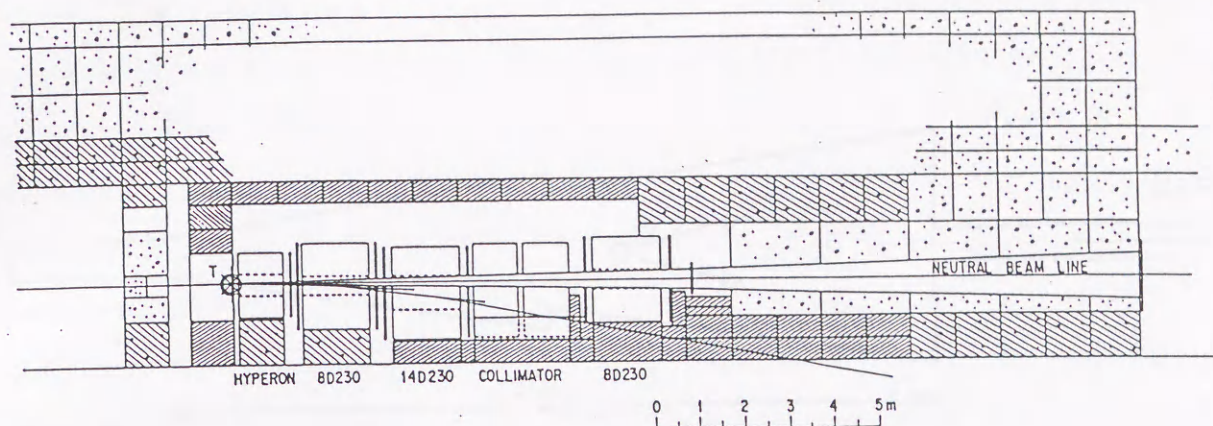 T
NEUTRAL BEAM LINE
HYPERON 8D230 14D230 COLLIMATOR 8D230
0 1 2 3 4 5m